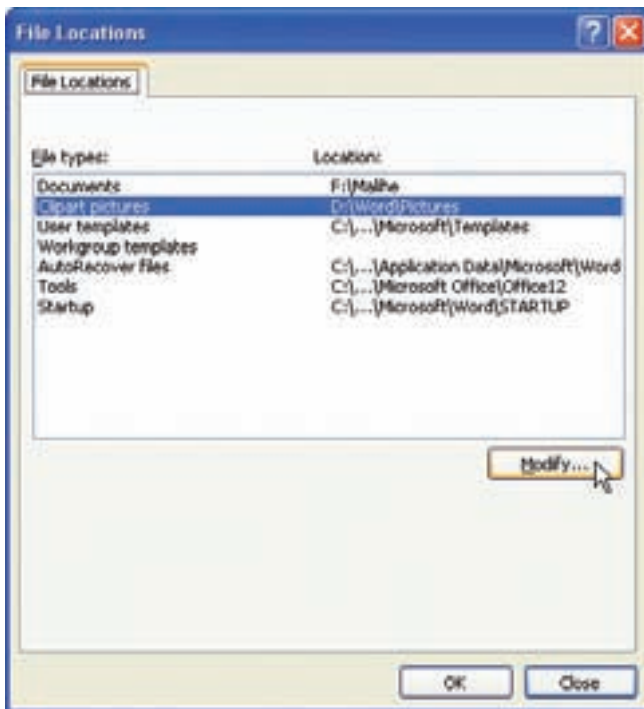 File Locations
File Locations
File types: Location:
Documents F:\Malihe
Clipart pictures D:\Word\Pictures
User templates C:\...\Microsoft\Templates
Workgroup templates
AutoRecover files C:\...\Application Data\Microsoft\Word
Tools C:\...\Microsoft Office\Office12
Startup C:\...\Microsoft\Word\STARTUP
Modify...
OK Close